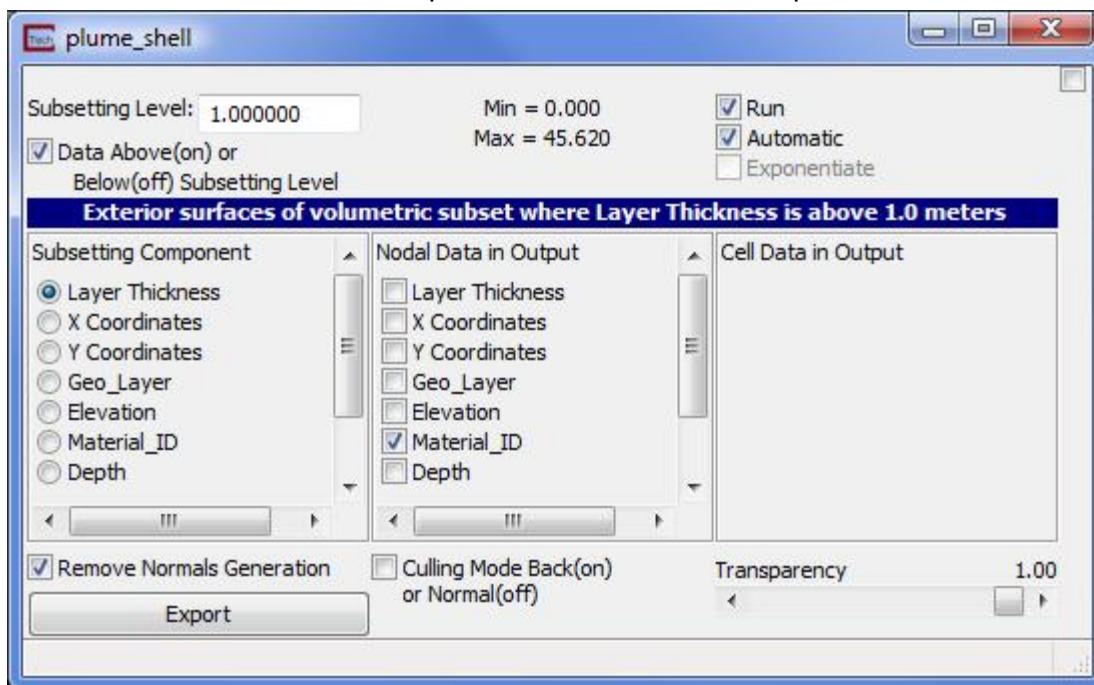 Tech plume_shell
Subsetting Level: 1.000000
Min = 0.000
Max = 45.620
Run
Automatic
Exponentiate
Data Above(on) or
Below(off) Subsetting Level
Exterior surfaces of volumetric subset where Layer Thickness is above 1.0 meters
Subsetting Component
Layer Thickness
X Coordinates
Y Coordinates
Geo_Layer
Elevation
Material_ID
Depth
Nodal Data in Output
Layer Thickness
X Coordinates
Y Coordinates
Geo_Layer
Elevation
Material_ID
Depth
Cell Data in Output
Remove Normals Generation
Export
Culling Mode Back(on)
or Normal(off)
Transparency 1.00